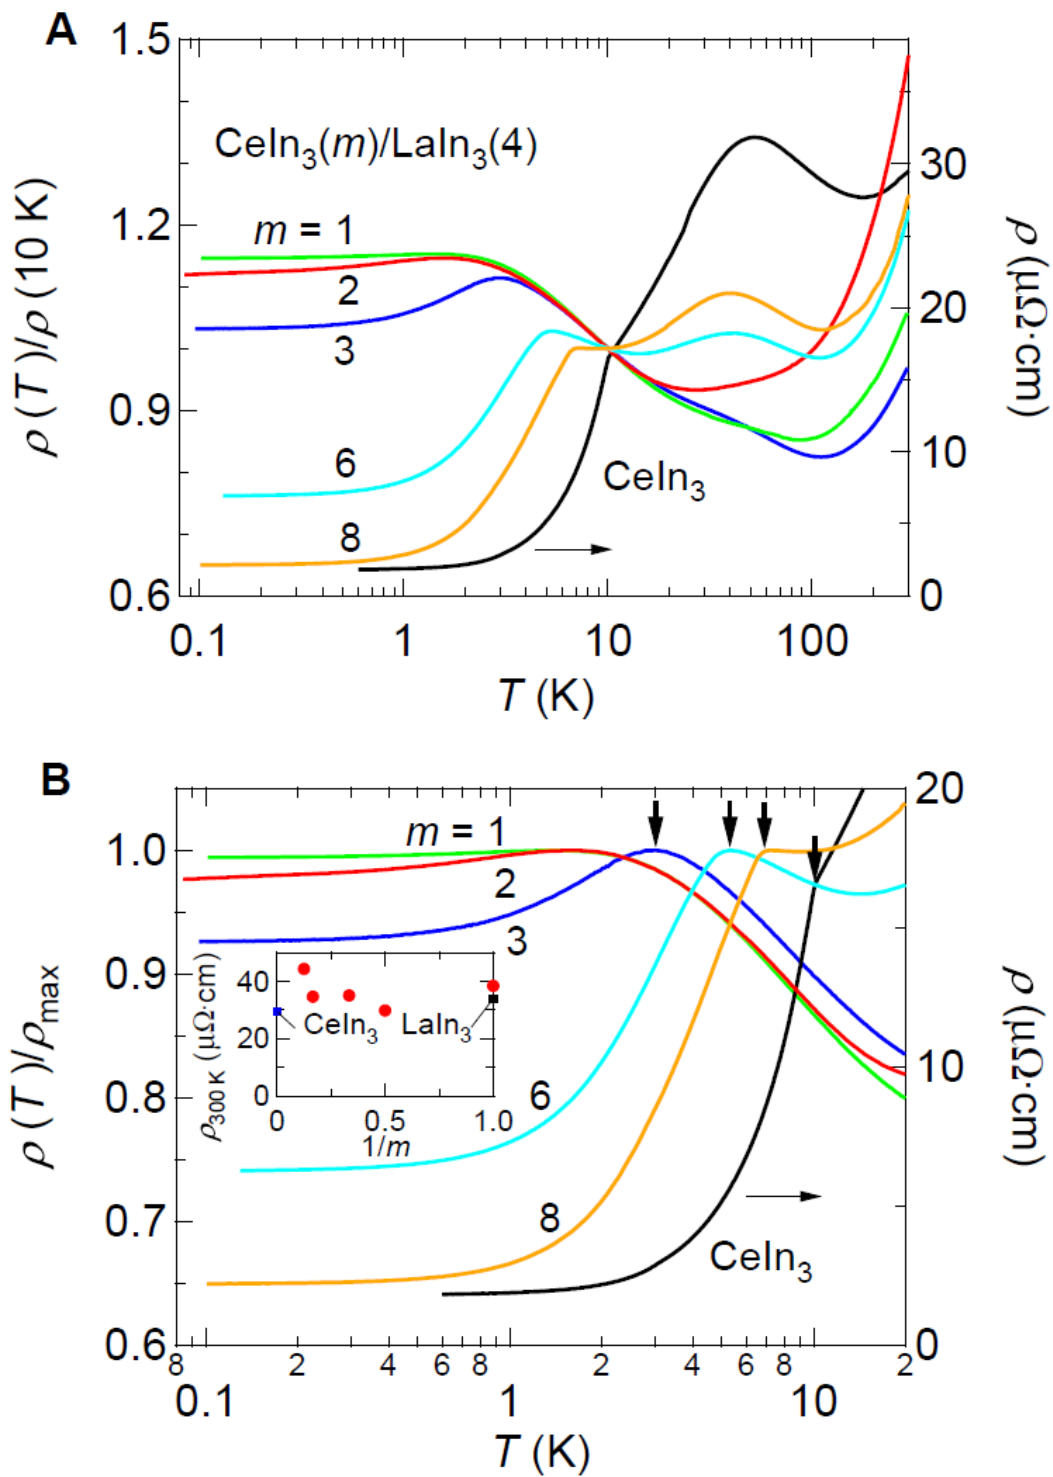 A
1.5
1.2
0.9
0.6
ρ (T)/ρ (10 K)
CeIn3(m)/LaIn3(4)
m = 1
2
3
6
8
CeIn3
30
20
10
0
ρ (μΩ·cm)
0.1 1 10 100
T (K)
B
1.0
0.9
0.8
0.7
0.6
ρ (T)/ρmax
m = 1
2
3
6
8
CeIn3
20
10
0
ρ (μΩ·cm)
40
20
0
ρ300 K (μΩ·cm)
CeIn3 LaIn3
0 0.5 1.0
1/m
8 2 4 6 8 2 4 6 8 2
0.1 1 10
T (K)